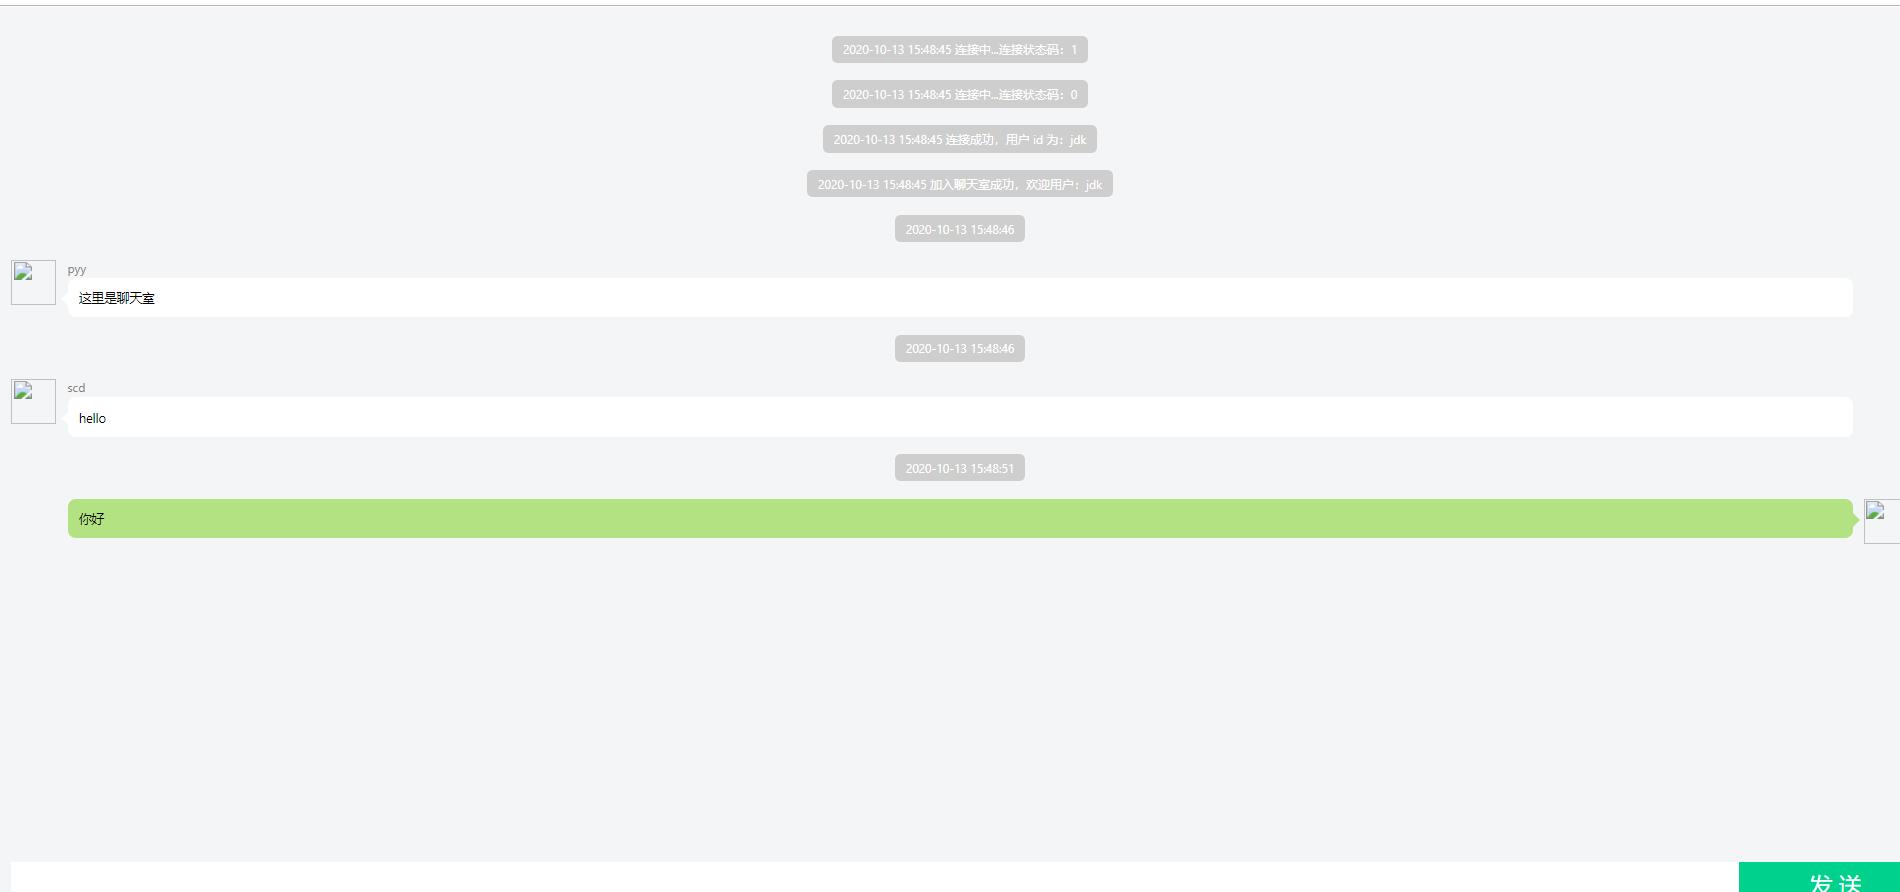 2020-10-13 15:48:45 连接中...连接状态码：1
2020-10-13 15:48:45 连接中...连接状态码：0
2020-10-13 15:48:45 连接成功，用户 id 为：jdk
2020-10-13 15:48:45 加入聊天室成功，欢迎用户：jdk
2020-10-13 15:48:46
pyy
这里是聊天室
2020-10-13 15:48:46
scd
hello
2020-10-13 15:48:51
你好
发送